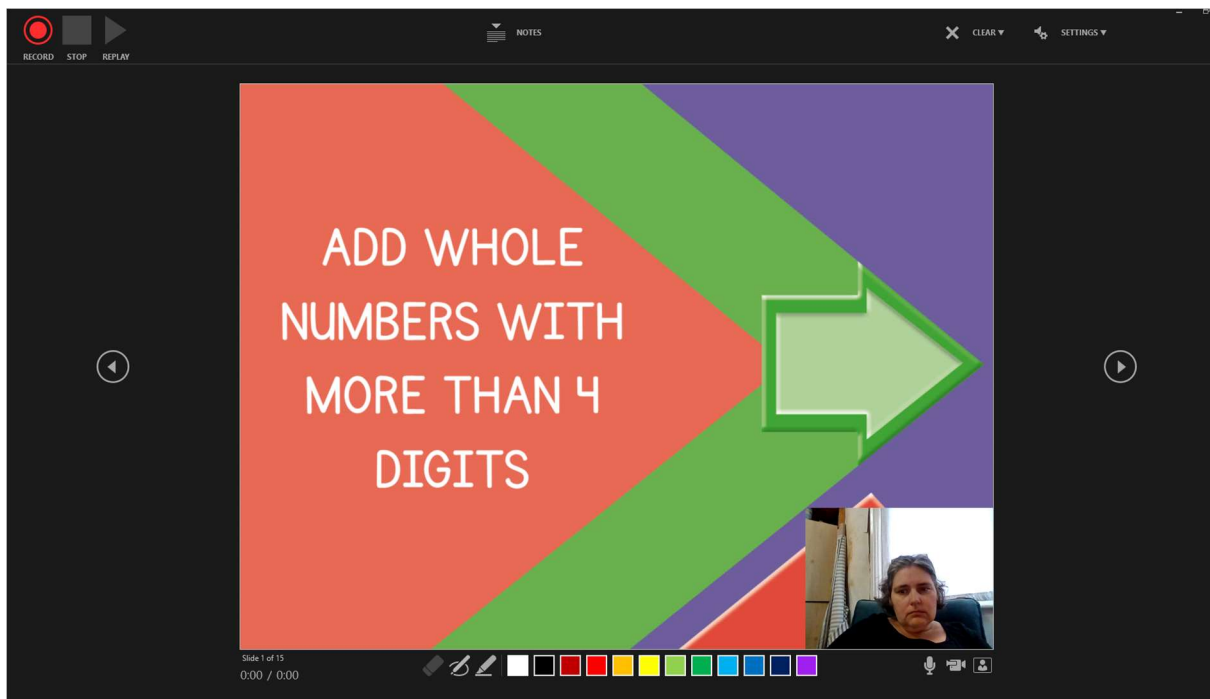 NOTES
CLEAR ▼
SETTINGS ▼
RECORD STOP REPLAY
ADD WHOLE
NUMBERS WITH
MORE THAN 4
DIGITS
Slide 1 of 15
0:00 / 0:00